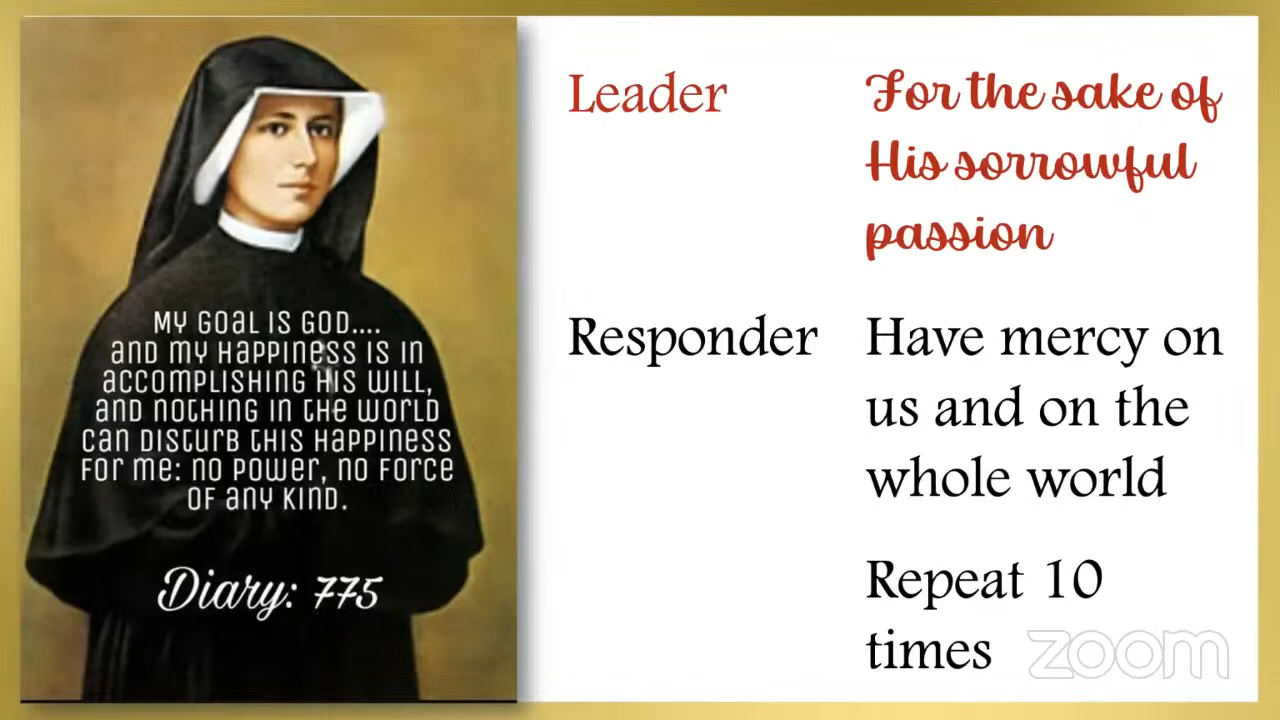 My GOAL IS GOD....
and my Happiness is in
accomplishing His will,
and nothing in the world
can disturb this happiness
for me: no power, no force
of any kind.
Diary: 775
Leader
For the sake of
His sorrowful
passion
Responder
Have mercy on
us and on the
whole world
Repeat 10
times
zoom